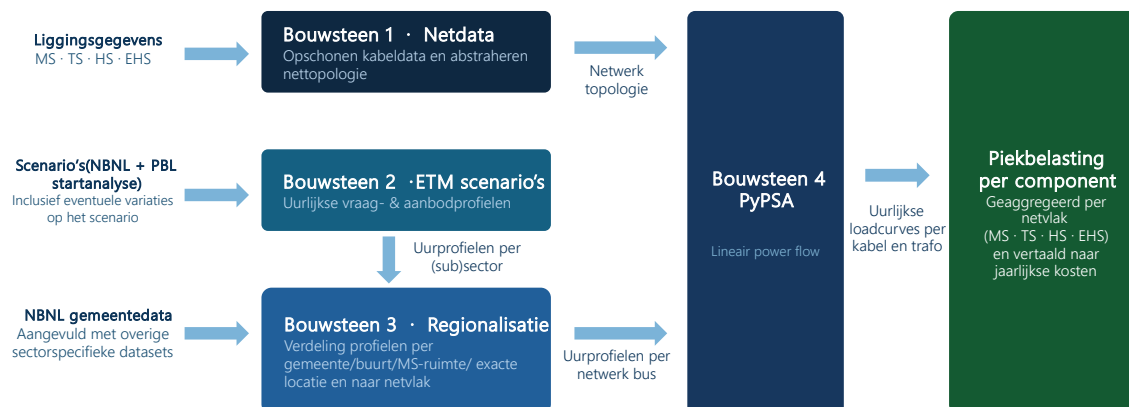 Liggingsgegevens
MS · TS · HS · EHS
Bouwsteen 1 · Netdata
Opschonen kabeldata en abstraheren
nettopologie
Netwerk
topologie
Scenario's(NBNL + PBL
startanalyse)
Inclusief eventuele variaties
op het scenario
Bouwsteen 2 ·ETM scenario's
Uurlijkse vraag- & aanbodprofielen
Uurprofielen per
(sub)sector
NBNL gemeentedata
Aangevuld met overige
sectorspecifieke datasets
Bouwsteen 3 · Regionalisatie
Verdeling profielen per
gemeente/buurt/MS-ruimte/ exacte
locatie en naar netvlak
Uurprofielen per
netwerk bus
Bouwsteen 4
PyPSA
Lineair power flow
Uurlijkse
loadcurves per
kabel en trafo
Piekbelasting
per component
Geaggregeerd per
netvlak
(MS · TS · HS · EHS)
en vertaald naar
jaarlijkse kosten